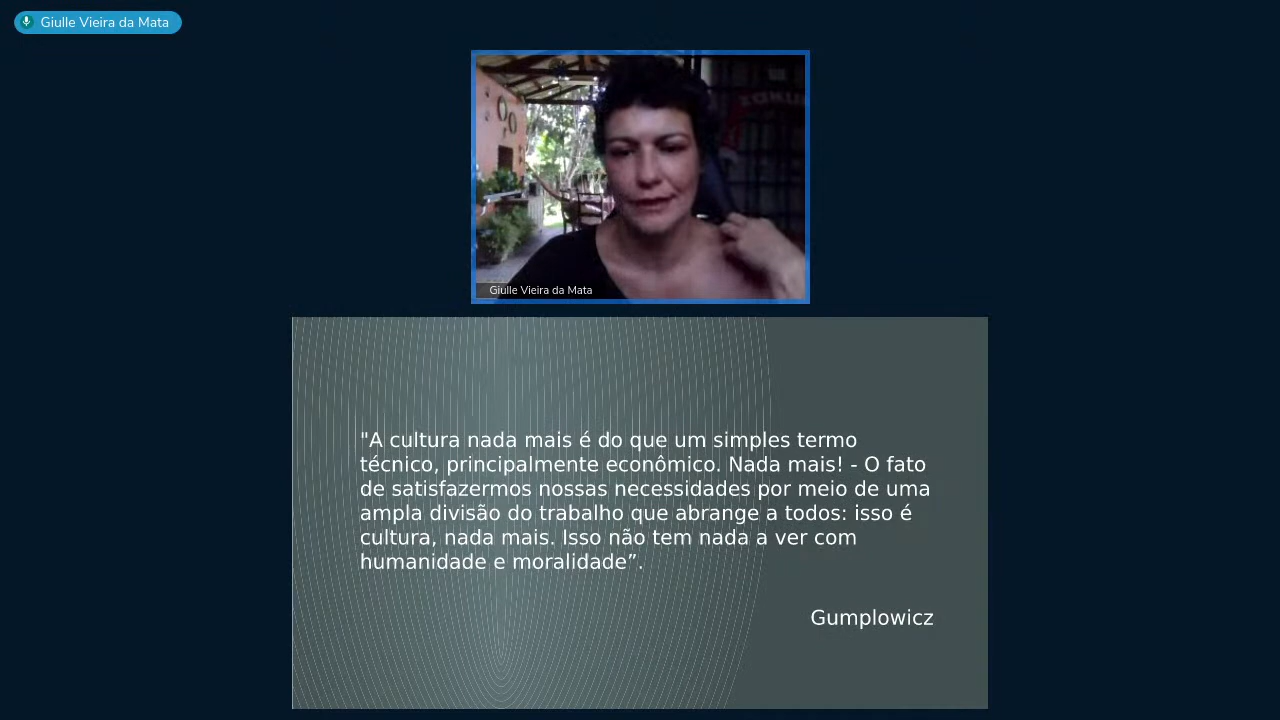 Giulle Vieira da Mata
Giulle Vieira da Mata
"A cultura nada mais é do que um simples termo
técnico, principalmente econômico. Nada mais! - O fato
de satisfazermos nossas necessidades por meio de uma
ampla divisão do trabalho que abrange a todos: isso é
cultura, nada mais. Isso não tem nada a ver com
humanidade e moralidade”.
Gumplowicz